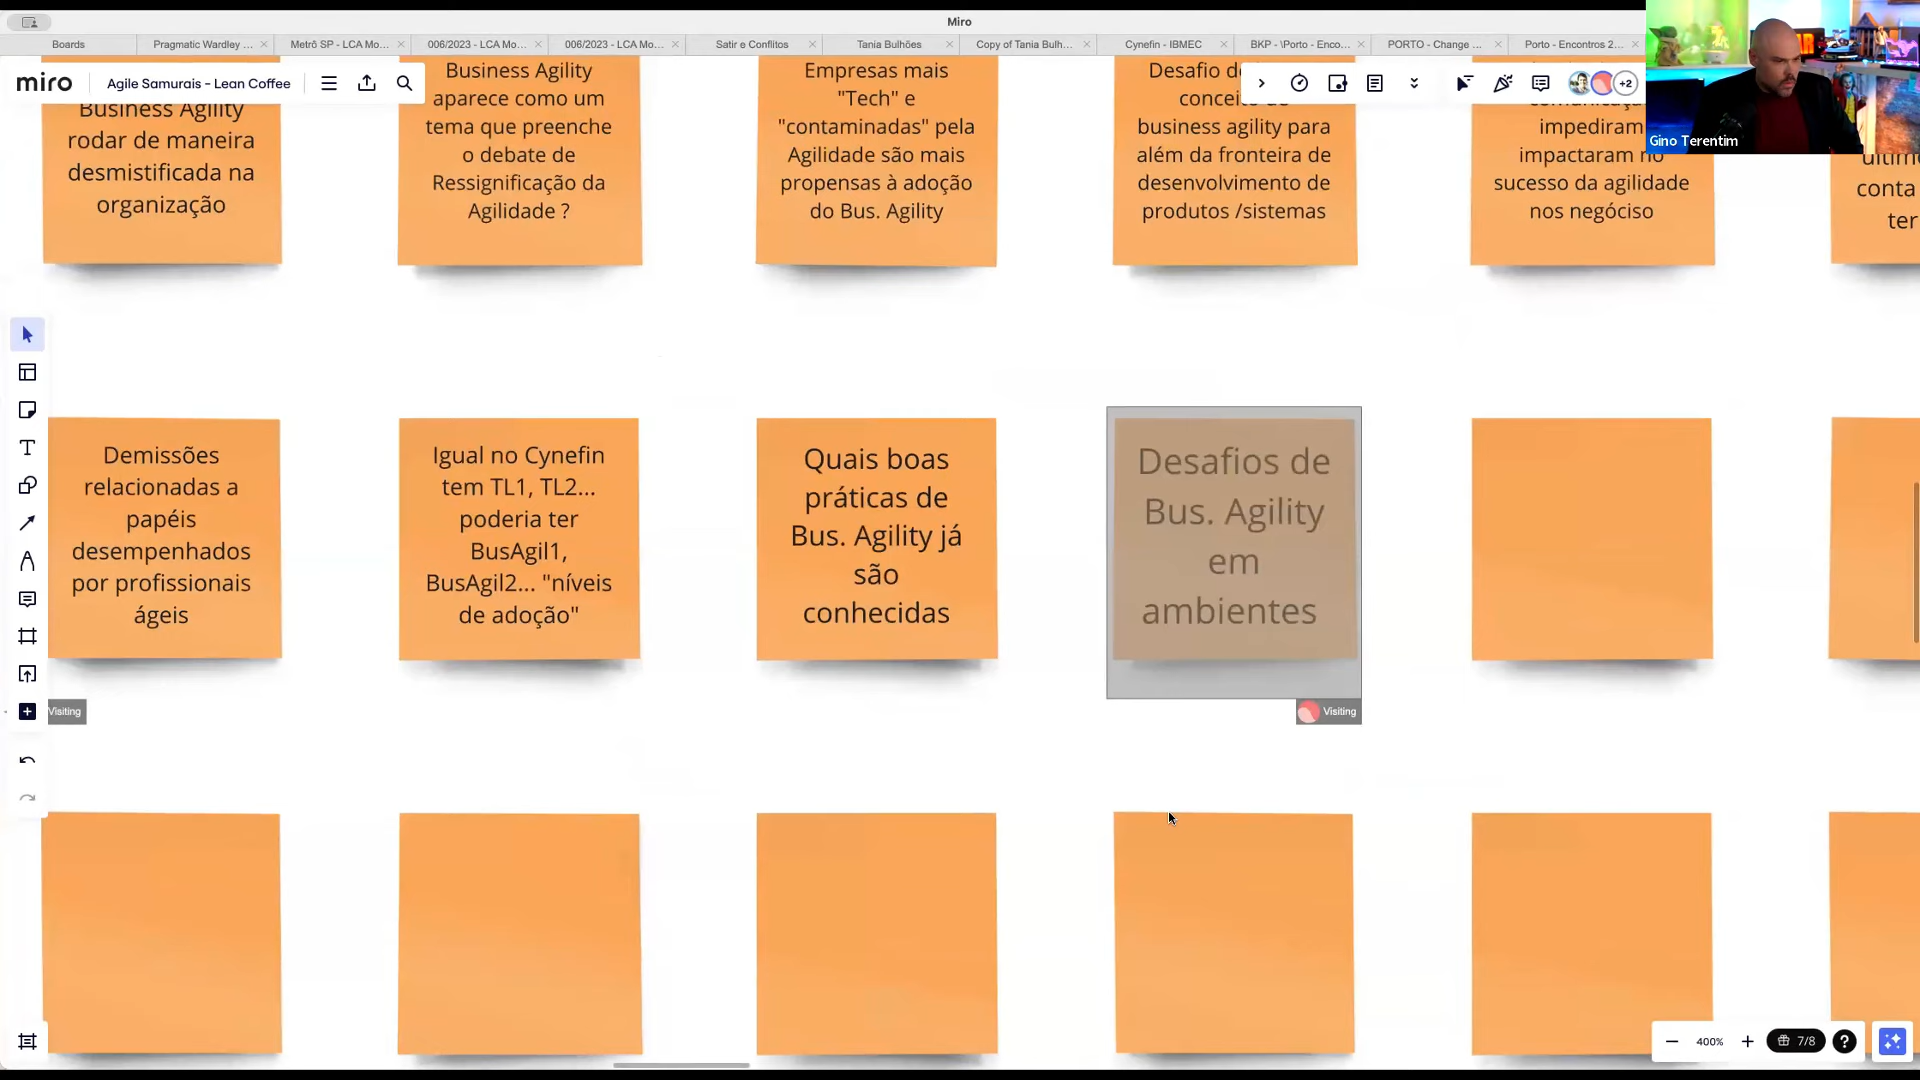 Miro
Boards
Pragmatic Wardley ...
Metrô SP - LCA Mo...
006/2023 - LCA Mo...
006/2023 - LCA Mo...
Satir e Conflitos
Tania Bulhões
Copy of Tania Bulh...
Cynefin - IBMEC
BKP - \Porto - Enco...
PORTO - Change ...
Porto - Encontros 2...
miro
Agile Samurais - Lean Coffee
+2
Gino Terentim
Business Agility
rodar de maneira
desmistificada na
organização
Business Agility
aparece como um
tema que preenche
o debate de
Ressignificação da
Agilidade ?
Empresas mais
"Tech" e
"contaminadas" pela
Agilidade são mais
propensas à adoção
do Bus. Agility
Desafio
business agility para
além da fronteira de
desenvolvimento de
produtos /sistemas
impediram
impactaram no
sucesso da agilidade
nos negóciso
conta
ter
Demissões
relacionadas a
papéis
desempenhados
por profissionais
ágeis
Igual no Cynefin
tem TL1, TL2...
poderia ter
BusAgil1,
BusAgil2... "níveis
de adoção"
Quais boas
práticas de
Bus. Agility já
são
conhecidas
Desafios de
Bus. Agility
em
ambientes
Visiting
Visiting
400%
7/8